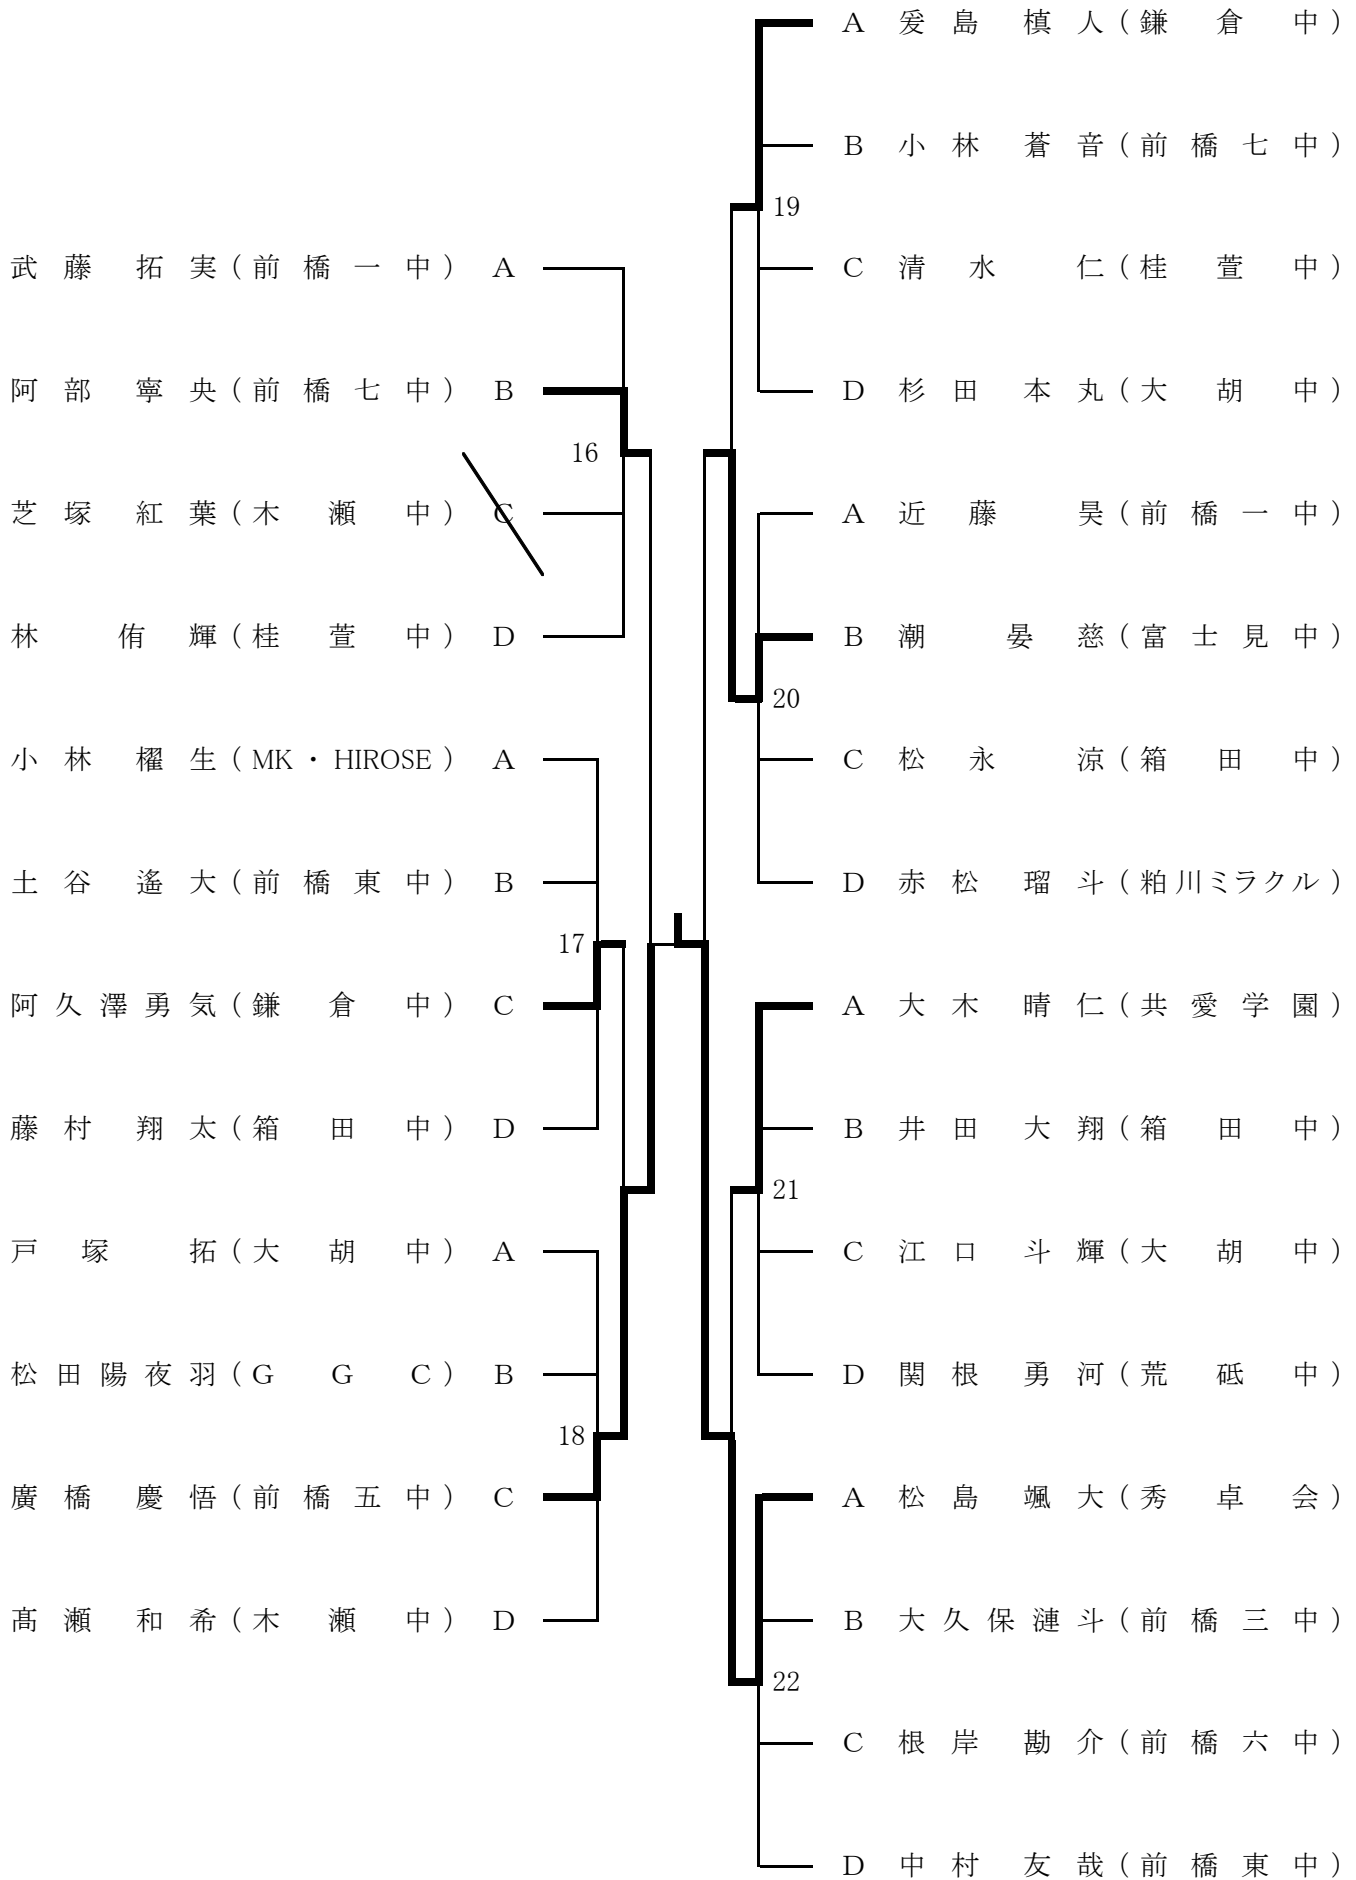 武藤 拓実(前橋一中) A
阿部 寧央(前橋七中) B
16
芝塚 紅葉(木瀬中) C
林 侑輝(桂萱中) D
小林 櫂生(MK・HIROSE) A
土谷 遙大(前橋東中) B
17
阿久澤勇気(鎌倉中) C
藤村 翔太(箱田中) D
戸塚 拓(大胡中) A
松田陽夜羽(GGC) B
18
廣橋 慶悟(前橋五中) C
髙瀬 和希(木瀬中) D
A 爰島 槙人(鎌倉中)
B 小林 蒼音(前橋七中)
19
C 清水 仁(桂萱中)
D 杉田 本丸(大胡中)
A 近藤 昊(前橋一中)
B 潮 晏慈(富士見中)
20
C 松永 涼(箱田中)
D 赤松 瑠斗(粕川ミラクル)
A 大木 晴仁(共愛学園)
B 井田 大翔(箱田中)
21
C 江口 斗輝(大胡中)
D 関根 勇河(荒砥中)
A 松島 颯大(秀卓会)
B 大久保漣斗(前橋三中)
22
C 根岸 勘介(前橋六中)
D 中村 友哉(前橋東中)